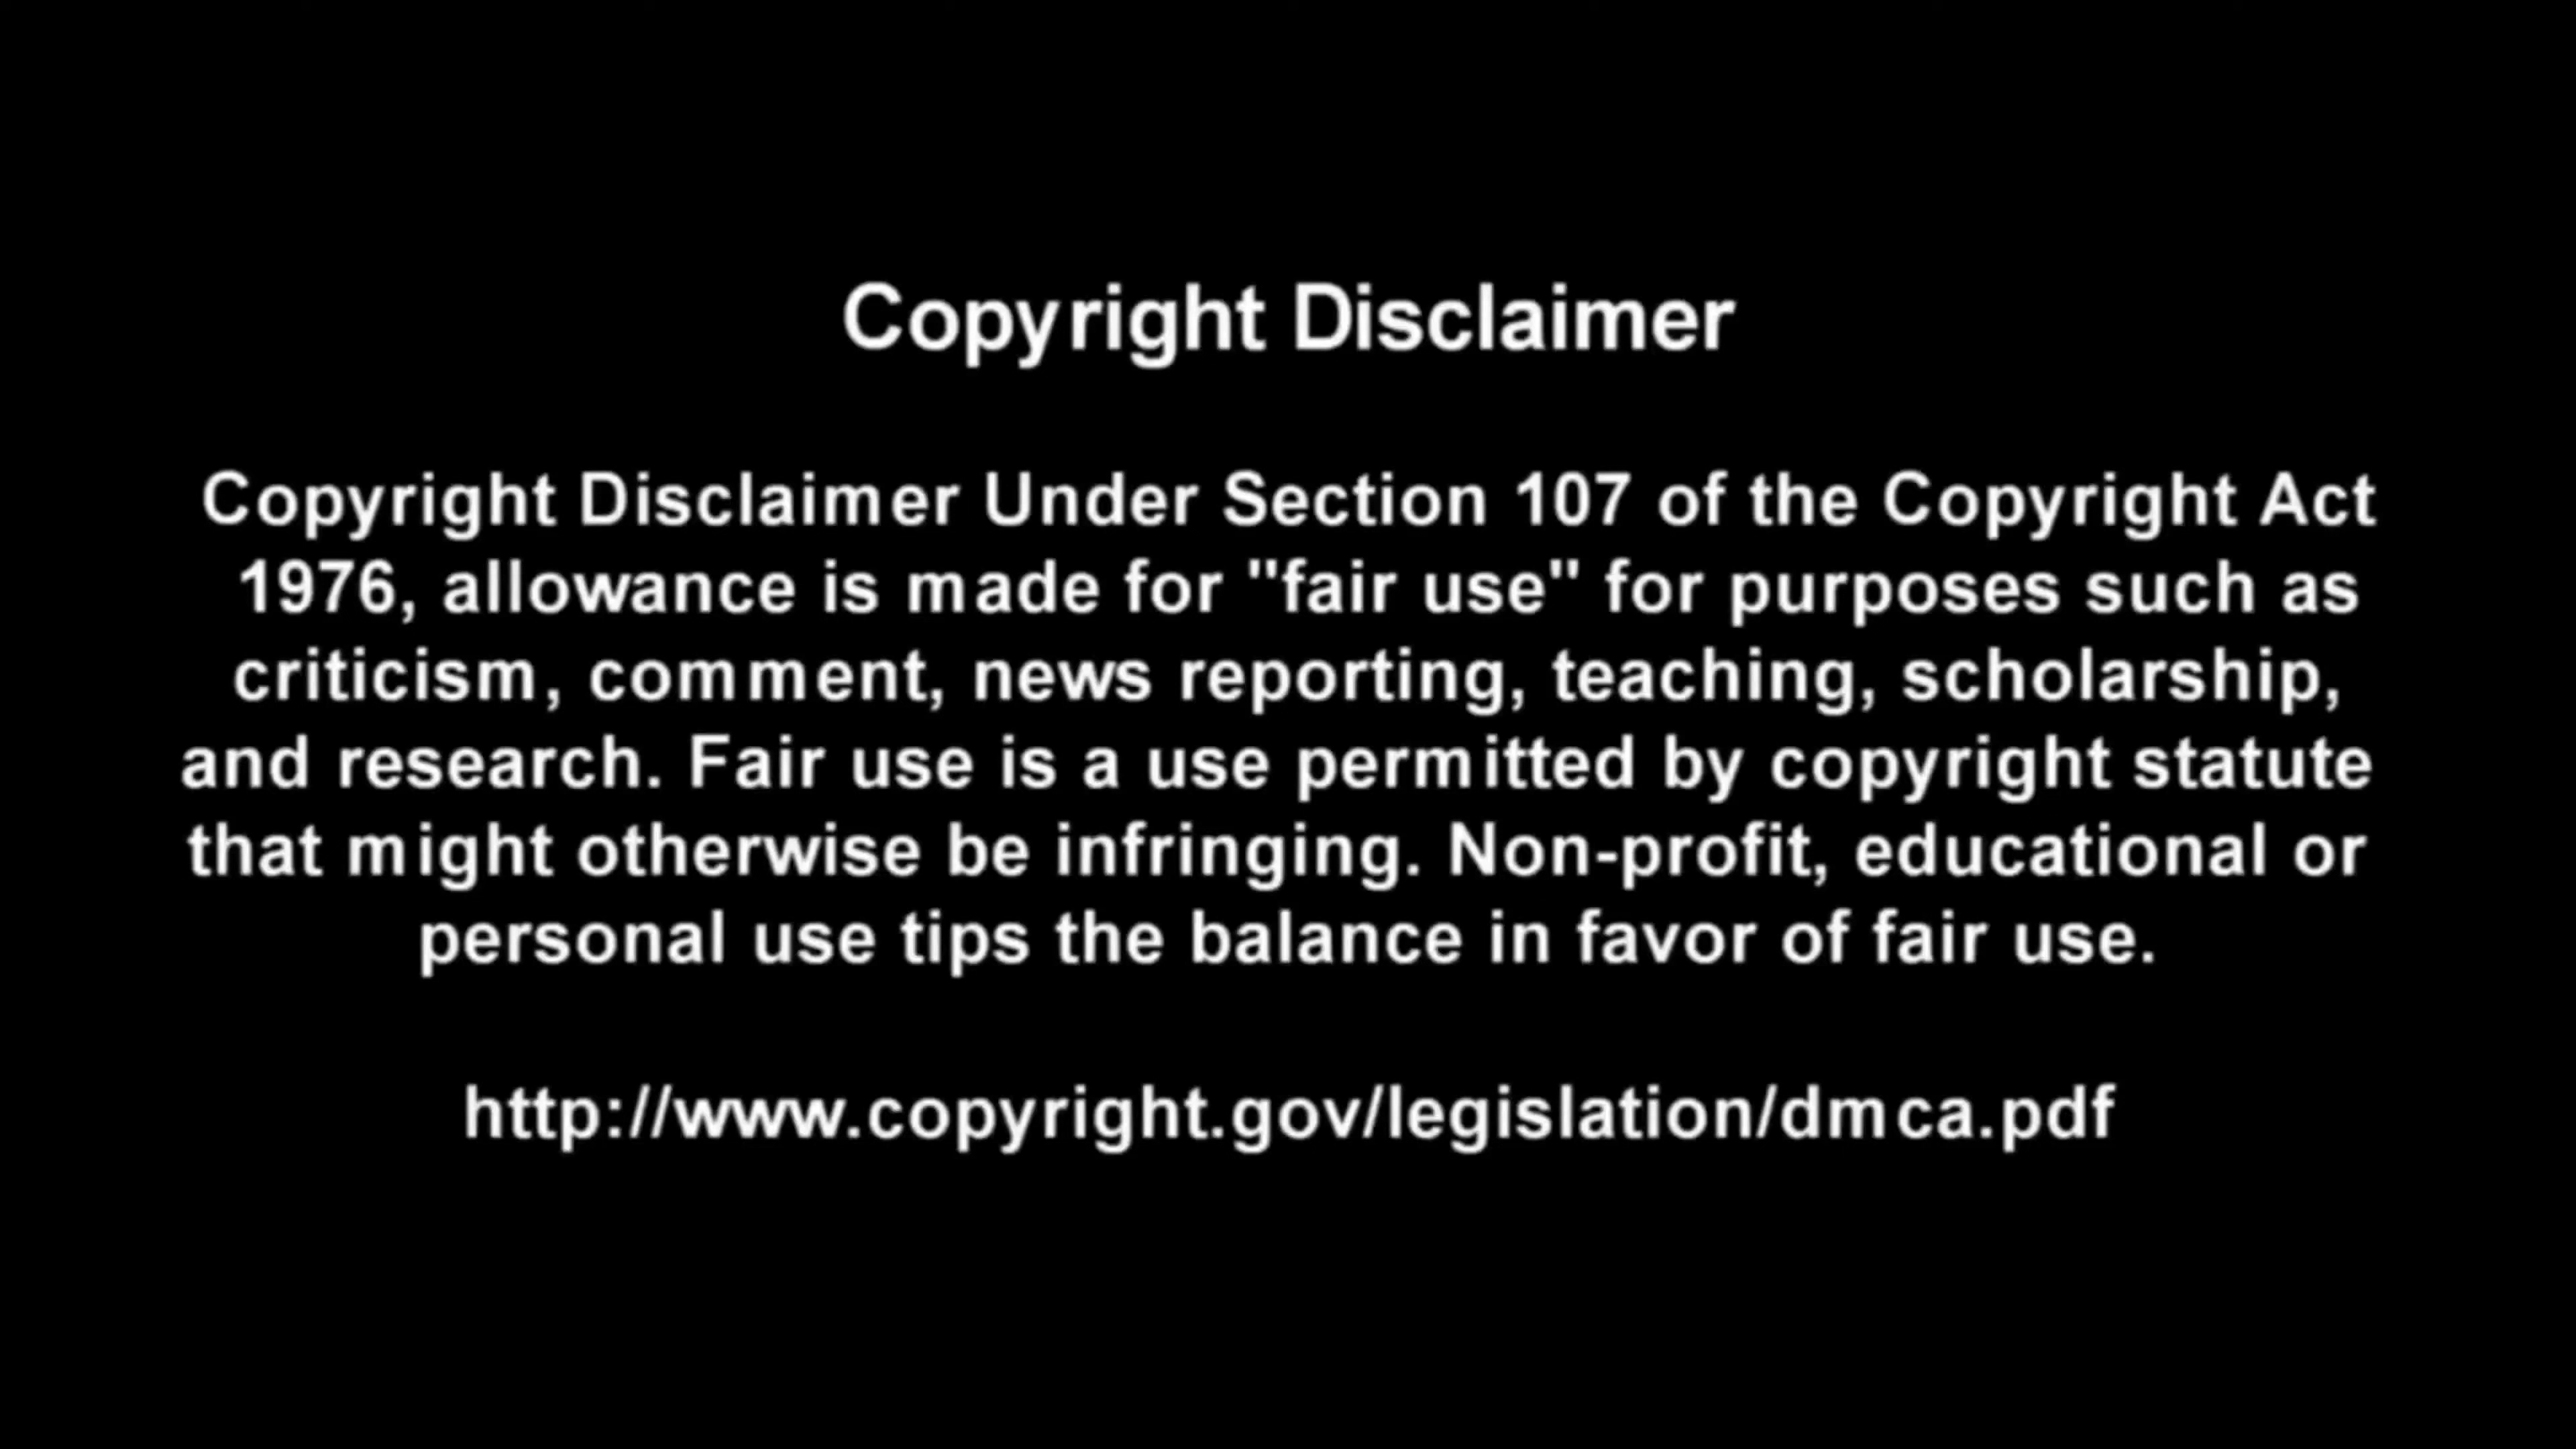 Copyright Disclaimer
Copyright Disclaimer Under Section 107 of the Copyright Act
1976, allowance is made for "fair use" for purposes such as
criticism, comment, news reporting, teaching, scholarship,
and research. Fair use is a use permitted by copyright statute
that might otherwise be infringing. Non-profit, educational or
personal use tips the balance in favor of fair use.
http://www.copyright.gov/legislation/dmca.pdf